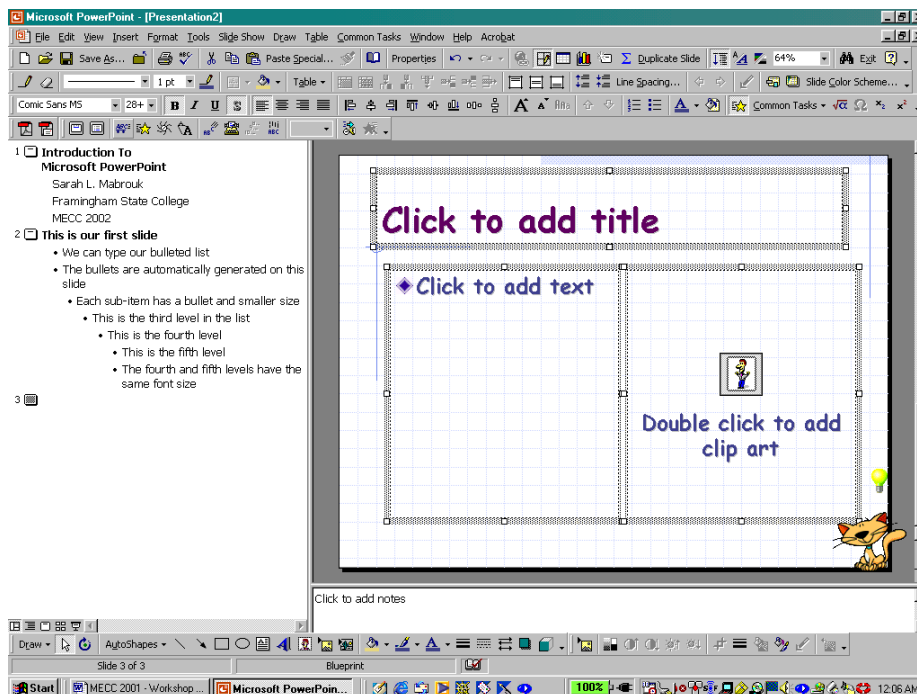 Microsoft PowerPoint - [Presentation2]
File Edit View Insert Format Tools Slide Show Draw Table Common Tasks Window Help Acrobat
Save As... Paste Special... Properties Duplicate Slide 64% Exit
1 pt Table Line Spacing... Slide Color Scheme...
Comic Sans MS 28+ B I U S A A Common Tasks
1 Introduction To
Microsoft PowerPoint
Sarah L. Mabrouk
Framingham State College
MECC 2002
2 This is our first slide
• We can type our bulleted list
• The bullets are automatically generated on this
slide
• Each sub-item has a bullet and smaller size
• This is the third level in the list
• This is the fourth level
• This is the fifth level
• The fourth and fifth levels have the
same font size
3
Click to add title
Click to add text
Double click to add
clip art
Click to add notes
Draw AutoShapes
Slide 3 of 3 Blueprint
Start MECC 2001 - Workshop ... Microsoft PowerPoin... 100% 12:06 AM